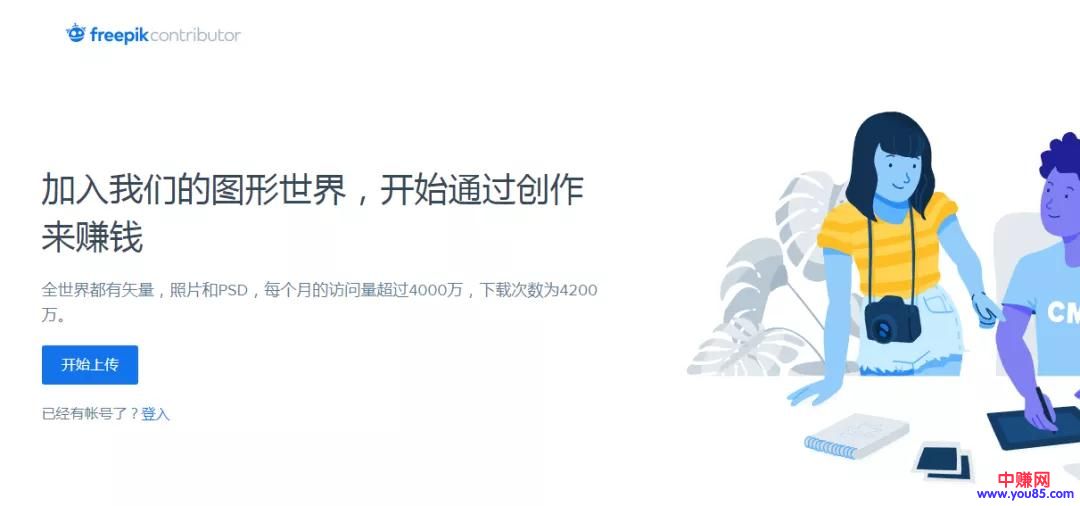 freepik contributor
加入我们的图形世界，开始通过创作
来赚钱
全世界都有矢量，照片和PSD，每个月的访问量超过4000万，下载次数为4200
万。
开始上传
已经有帐号了？登入
CM
中赚网
www.you85.com